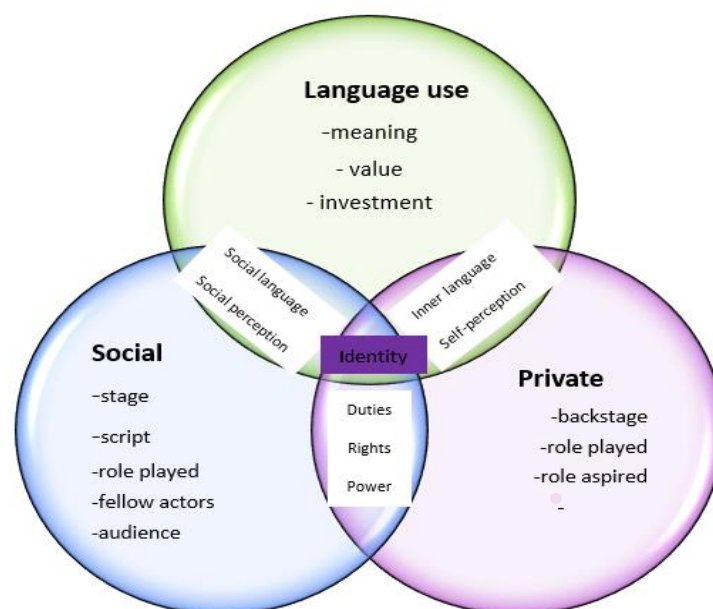 Language use
-meaning
- value
- investment
Social language
Social perception
Inner language
Self-perception
Identity
Social
-stage
-script
-role played
-fellow actors
-audience
Duties
Rights
Power
Private
-backstage
-role played
-role aspired
-